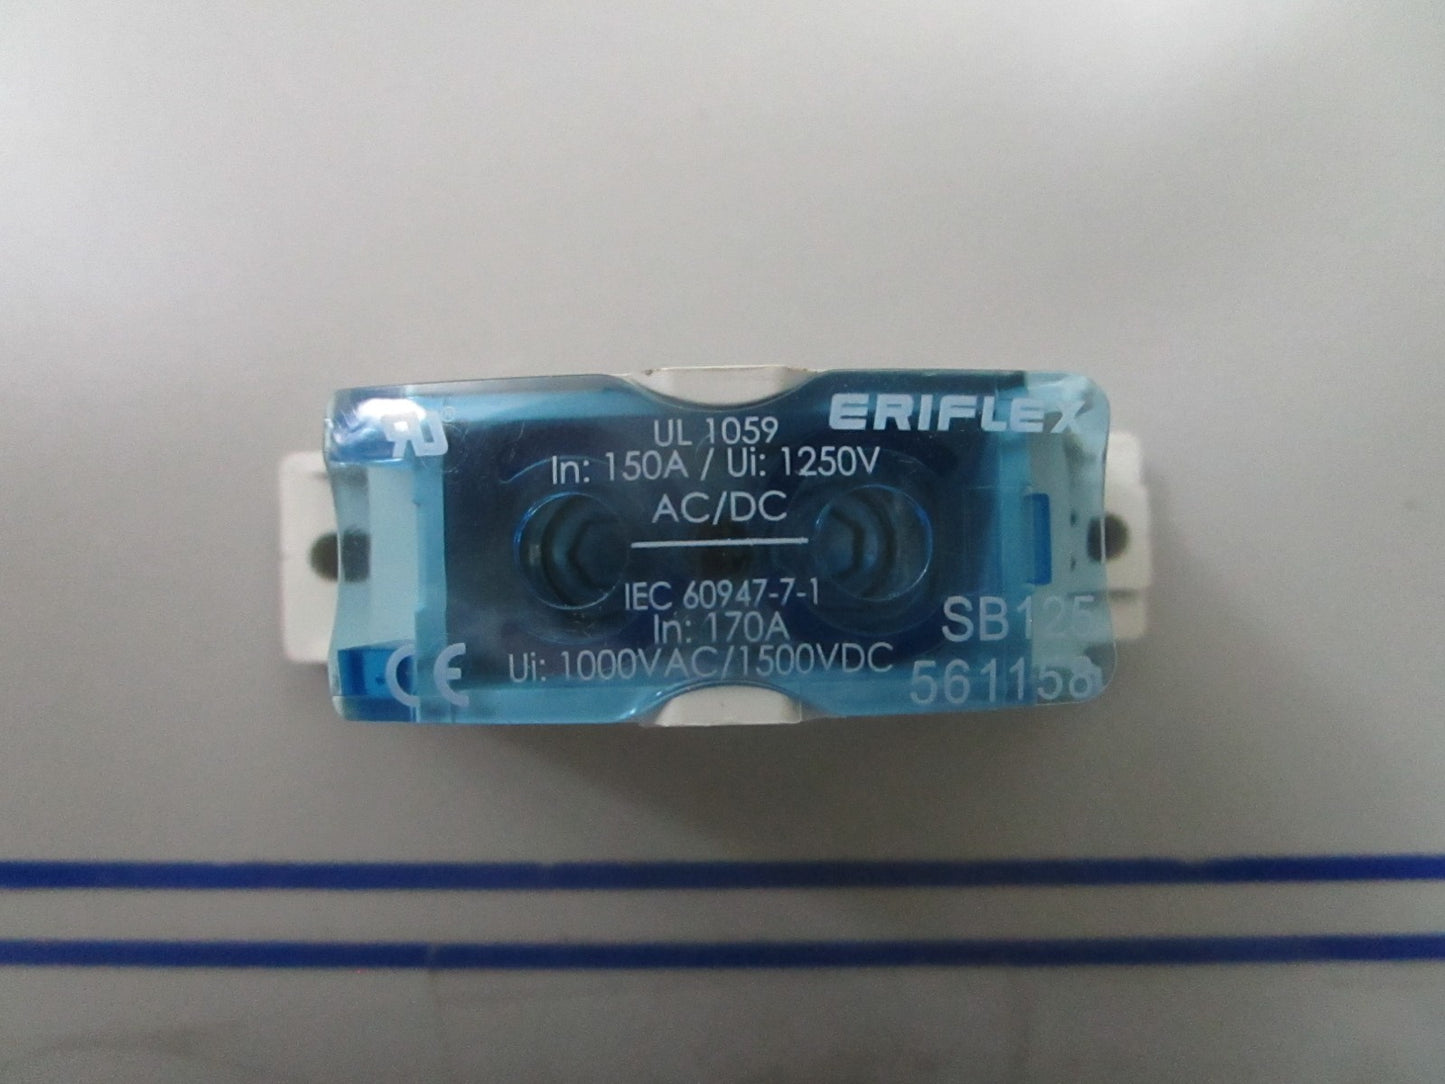 ERIFLEX
UL 1059
In: 150A / Ui: 1250V
AC/DC
IEC 60947-7-1
In: 170A
Ui: 1000VAC/1500VDC
SB125
561158
CE